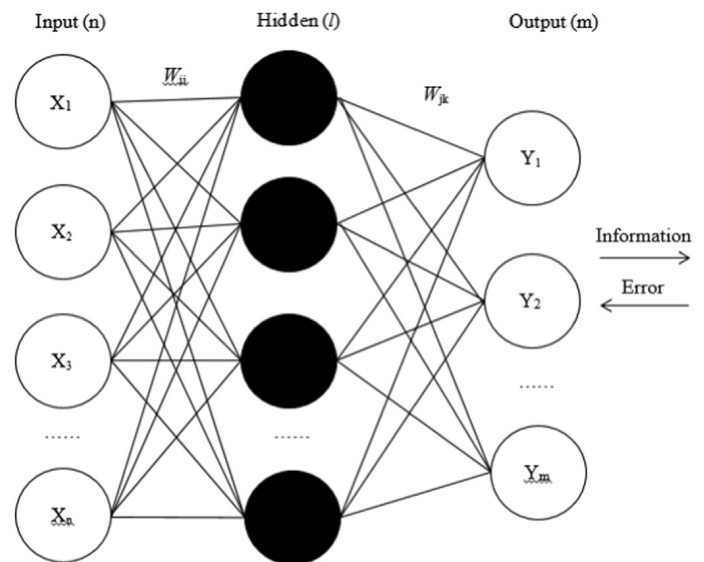 Input (n)
Hidden (l)
Output (m)
Wij
Wjk
X1
X2
X3
......
Xn
......
Y1
Y2
......
Ym
Information
Error